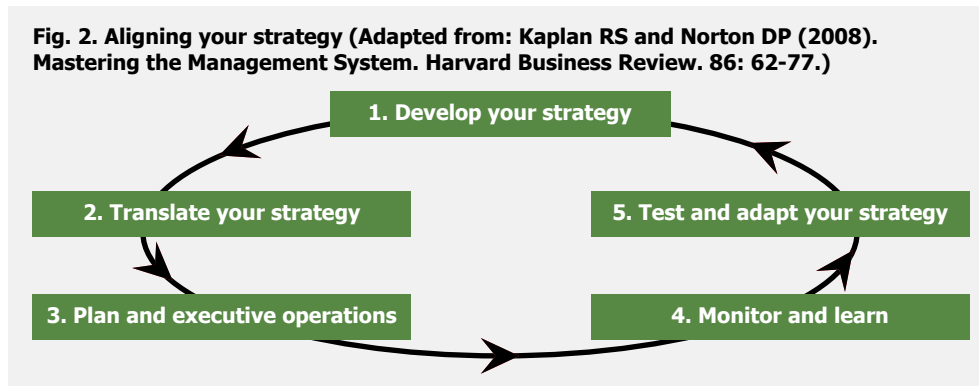 Fig. 2. Aligning your strategy (Adapted from: Kaplan RS and Norton DP (2008).
Mastering the Management System. Harvard Business Review. 86: 62-77.)
1. Develop your strategy
2. Translate your strategy
5. Test and adapt your strategy
3. Plan and executive operations
4. Monitor and learn